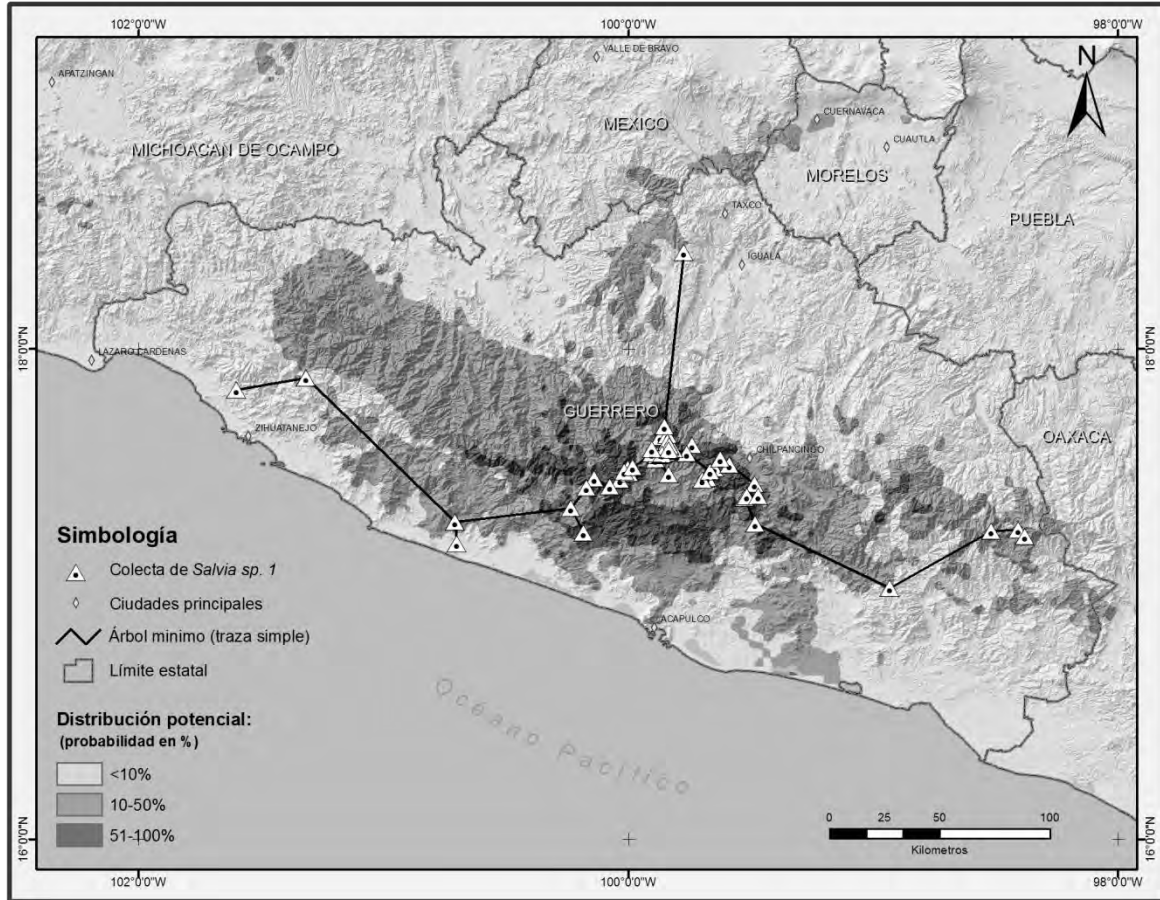 102°0'0"W
100°0'0"W
98°0'0"W
N
VALLE DE BRAVO
APATZINGAN
CUERNAVACA
MEXICO
CUAUTLA
MICHOACAN DE OCAMPO
MORELOS
TAXCO
PUEBLA
IGUALA
18°0'0"N
18°0'0"N
LAZARO CARDENAS
GUERRERO
ZIHUATANEJO
OAXACA
CHILPANCINGO
Simbología
Colecta de Salvia sp. 1
Ciudades principales
Árbol minimo (traza simple)
Límite estatal
ACAPULCO
Océano Pacífico
Distribución potencial:
(probabilidad en %)
<10%
10-50%
51-100%
0 25 50 100
Kilometros
16°0'0"N
16°0'0"N
102°0'0"W
100°0'0"W
98°0'0"W